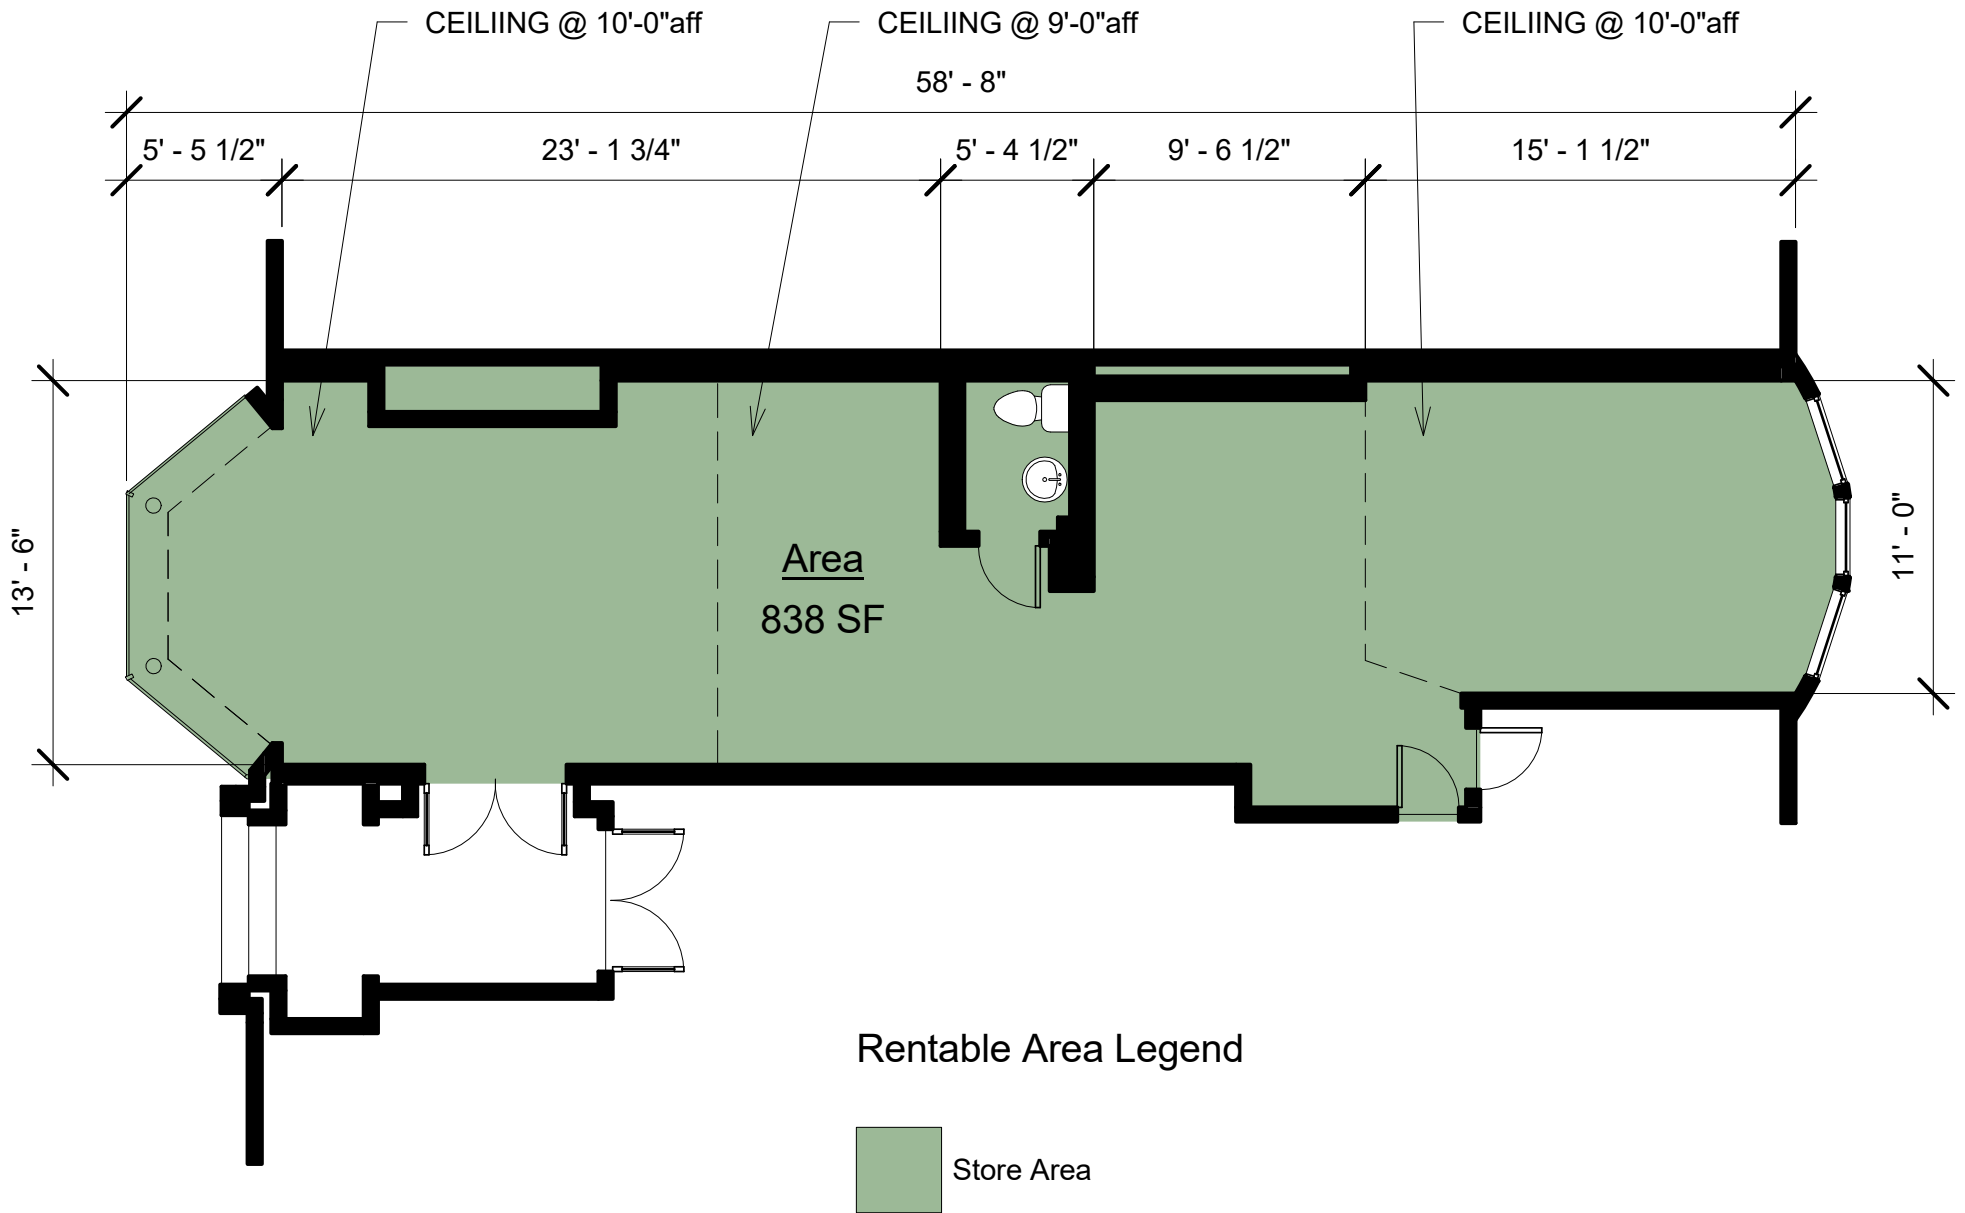 CEILIING @ 10'-0"aff
CEILIING @ 9'-0"aff
CEILIING @ 10'-0"aff
58' - 8"
5' - 5 1/2"
23' - 1 3/4"
5' - 4 1/2"
9' - 6 1/2"
15' - 1 1/2"
13' - 6"
11' - 0"
Area
838 SF
Rentable Area Legend
Store Area